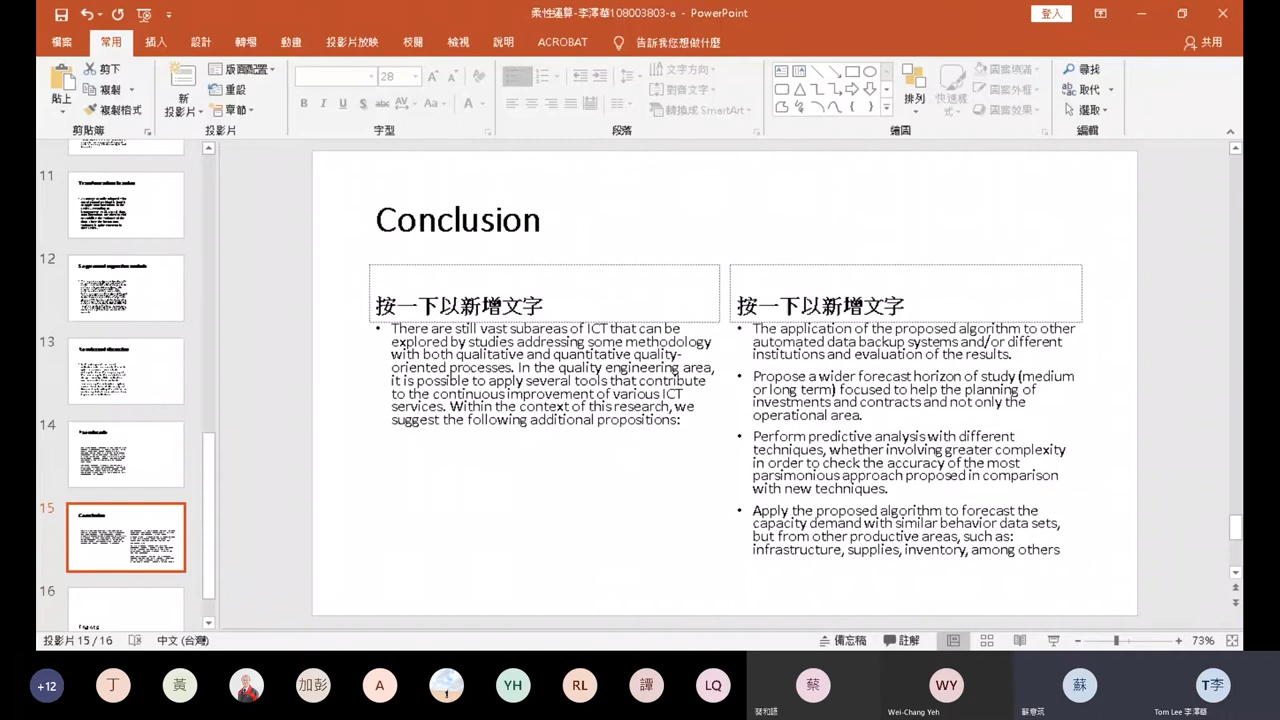 柔性運算-李澤華108003803-a - PowerPoint
登入
檔案 常用 插入 設計 轉場 動畫 投影片放映 校閱 檢視 說明 ACROBAT 告訴我您想做什麼 共用
貼上
剪下
複製
複製格式
剪貼簿
新
投影片
版面配置
重設
章節
投影片
28
B I U S abc AV Aa A
字型
文字方向
對齊文字
轉換成 SmartArt
段落
排列
快速樣
式
圖案填滿
圖案外框
圖案效果
繪圖
尋找
取代
選取
編輯
11
12
13
14
15
Conclusion
16
Conclusion
按一下以新增文字
• There are still vast subareas of ICT that can be
explored by studies addressing some methodology
with both qualitative and quantitative quality-
oriented processes. In the quality engineering area,
it is possible to apply several tools that contribute
to the continuous improvement of various ICT
services. Within the context of this research, we
suggest the following additional propositions:
按一下以新增文字
• The application of the proposed algorithm to other
automated data backup systems and/or different
institutions and evaluation of the results.
• Propose a wider forecast horizon of study (medium
or long term) focused to help the planning of
investments and contracts and not only the
operational area.
• Perform predictive analysis with different
techniques, whether involving greater complexity
in order to check the accuracy of the most
parsimonious approach proposed in comparison
with new techniques.
• Apply the proposed algorithm to forecast the
capacity demand with similar behavior data sets,
but from other productive areas, such as:
infrastructure, supplies, inventory, among others
投影片 15 / 16 中文 (台灣) 備忘稿 註解 73%
+12 丁 黃 加彭 A YH RL 譚 LQ 蔡 WY 蘇 T李
Wei-Chang Yeh
Tom Lee 李澤華